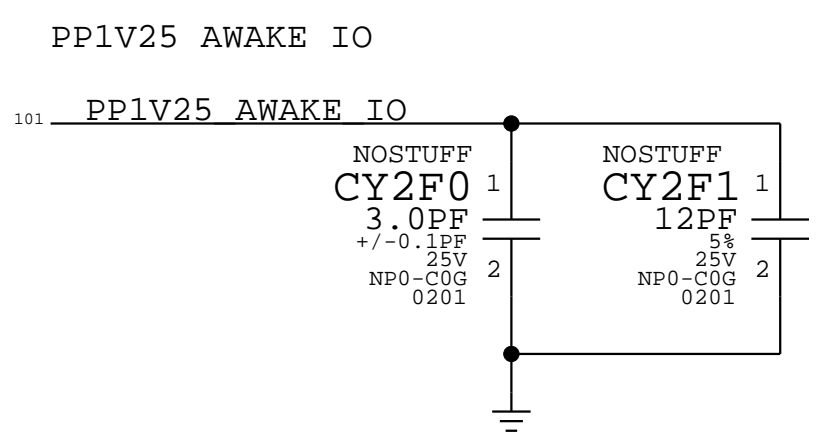 PP1V25 AWAKE IO
101 PP1V25_AWAKE_IO
NOSTUFF
CY2F0 1
3.0PF
+/-0.1PF
25V
2
NP0-C0G
0201
NOSTUFF
CY2F1 1
12PF
5%
25V
2
NP0-C0G
0201